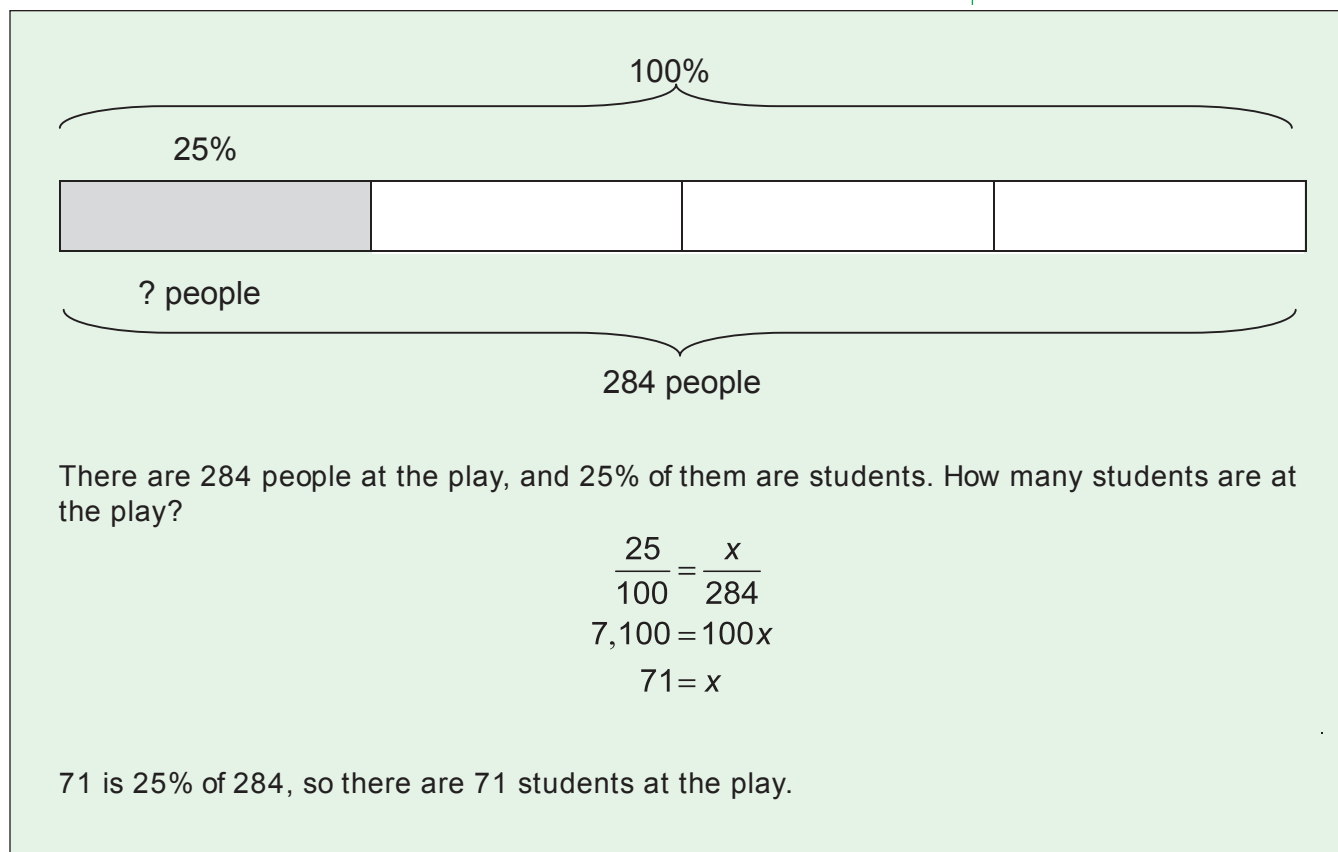 100%
25%
? people
284 people
There are 284 people at the play, and 25% of them are students. How many students are at
the play?
25/100 = x/284
7,100 = 100x
71 = x
71 is 25% of 284, so there are 71 students at the play.